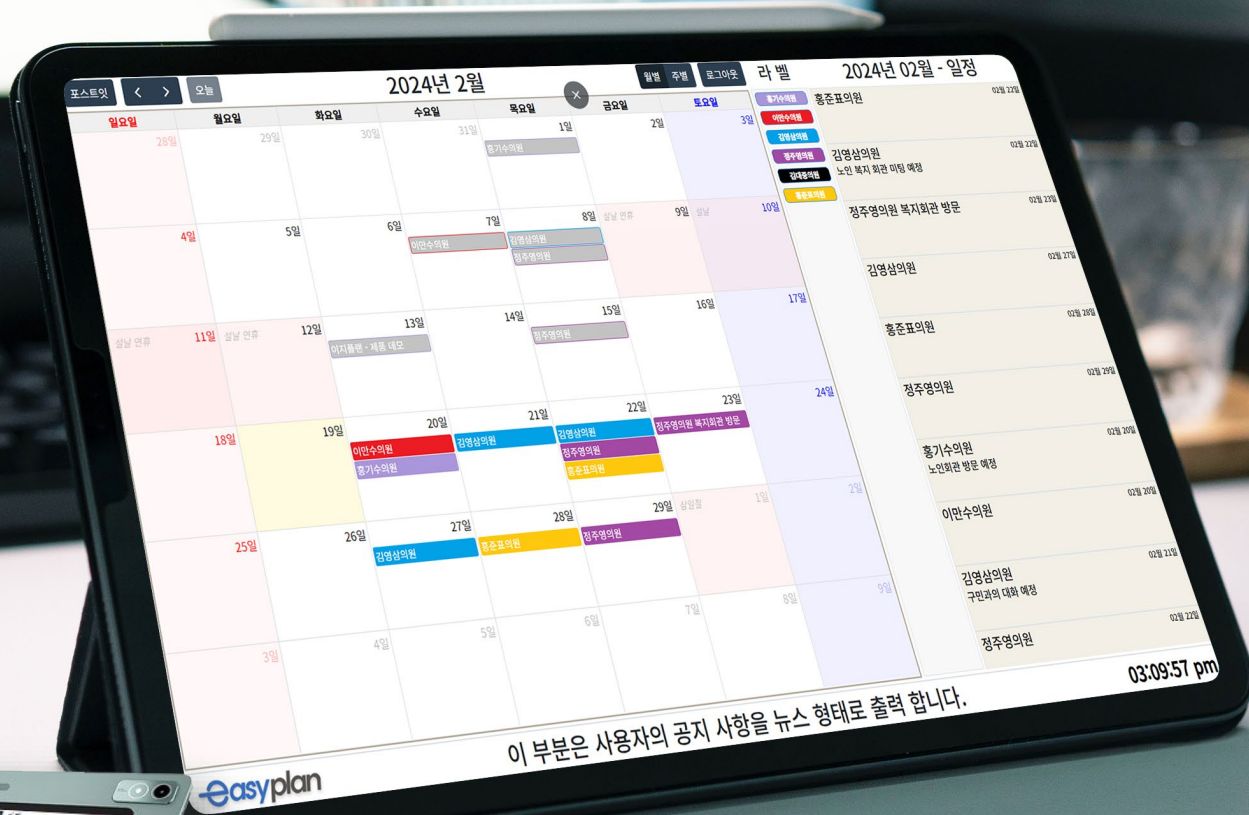 포스트잇
오늘
2024년 2월
X
월별 주별 로그아웃
라벨
2024년 02월 - 일정
일요일 월요일 화요일 수요일 목요일 금요일 토요일
28일 29일 30일 31일 1일 2일 3일
홍기수의원
4일 5일 6일 7일 8일 설날 연휴 9일 설날 10일
이만수의원 김영삼의원
정주영의원
설날 연휴 11일 설날 연휴 12일 13일 14일 15일 16일 17일
이지플랜 - 제품 데모 정주영의원
18일 19일 20일 21일 22일 23일 24일
이만수의원 김영삼의원 김영삼의원 정주영의원 복지회관 방문
홍기수의원 정주영의원
홍준표의원
25일 26일 27일 28일 29일 삼일절 1일 2일
김영삼의원 홍준표의원 정주영의원
3일 4일 5일 6일 7일 8일 9일
홍기수의원
이만수의원
김영삼의원
정주영의원
김대중의원
홍준표의원
홍준표의원 02월 22일
김영삼의원 02월 22일
노인 복지 회관 미팅 예정
정주영의원 복지회관 방문 02월 23일
김영삼의원 02월 27일
홍준표의원 02월 28일
정주영의원 02월 29일
홍기수의원 02월 20일
노인회관 방문 예정
이만수의원 02월 20일
김영삼의원 02월 21일
구민과의 대화 예정
정주영의원 02월 22일
03:09:57 pm
이 부분은 사용자의 공지 사항을 뉴스 형태로 출력 합니다.
easyplan